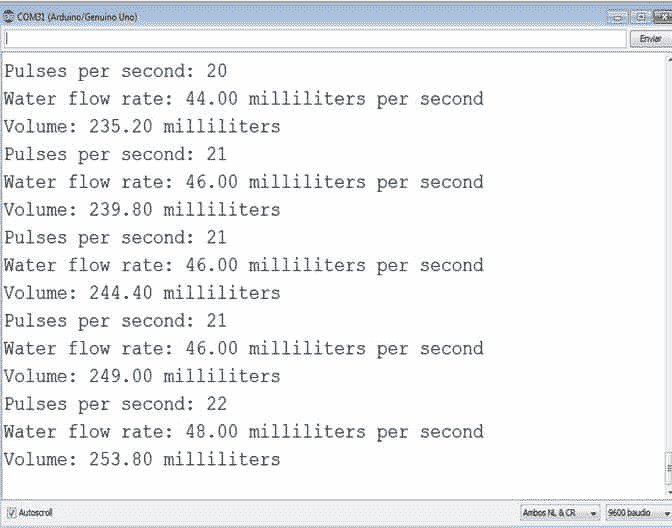 COM31 (Arduino/Genuino Uno)
Enviar
Pulses per second: 20
Water flow rate: 44.00 milliliters per second
Volume: 235.20 milliliters
Pulses per second: 21
Water flow rate: 46.00 milliliters per second
Volume: 239.80 milliliters
Pulses per second: 21
Water flow rate: 46.00 milliliters per second
Volume: 244.40 milliliters
Pulses per second: 21
Water flow rate: 46.00 milliliters per second
Volume: 249.00 milliliters
Pulses per second: 22
Water flow rate: 48.00 milliliters per second
Volume: 253.80 milliliters
Autoscroll
Ambos NL & CR
9600 baudio